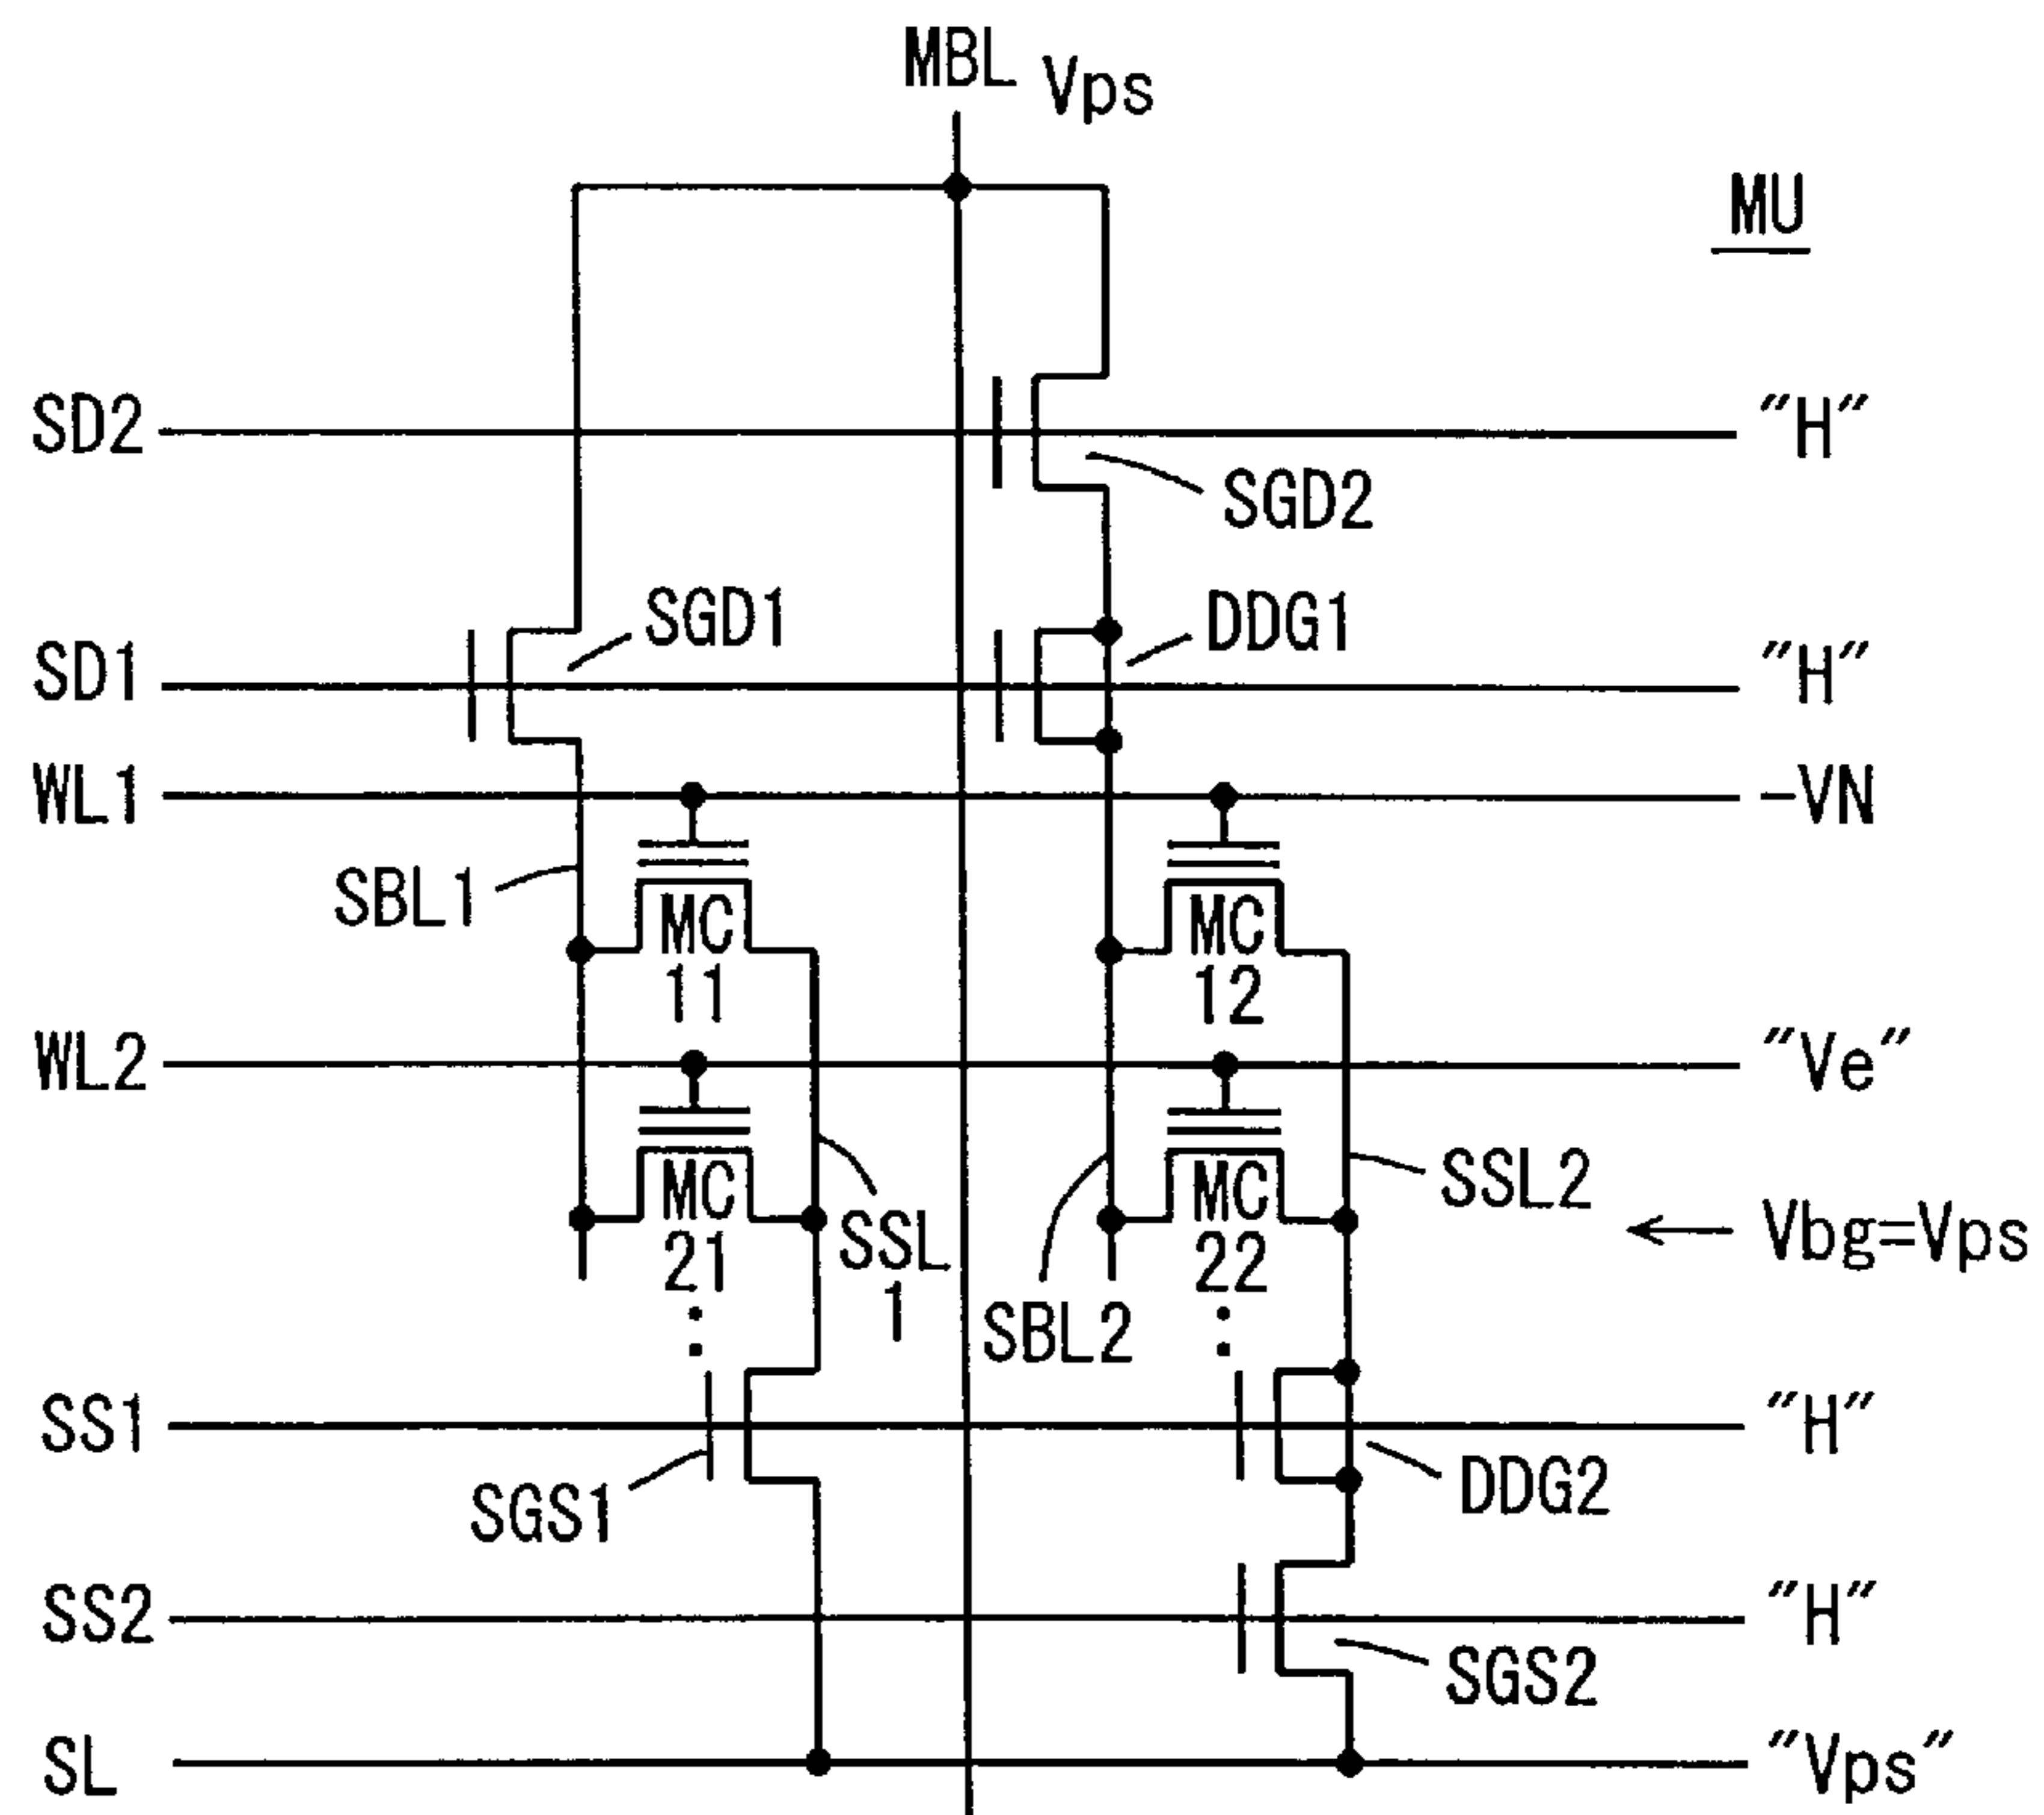 MBL Vps
MU
SD2 "H"
SGD2
SGD1 DDG1
SD1 "H"
WL1 -VN
SBL1
MC
11
MC
12
WL2 "Ve"
MC
21
MC
22
SSL
1
SSL2
Vbg=Vps
SBL2
SS1 "H"
SGS1
DDG2
SS2 "H"
SGS2
SL "Vps"